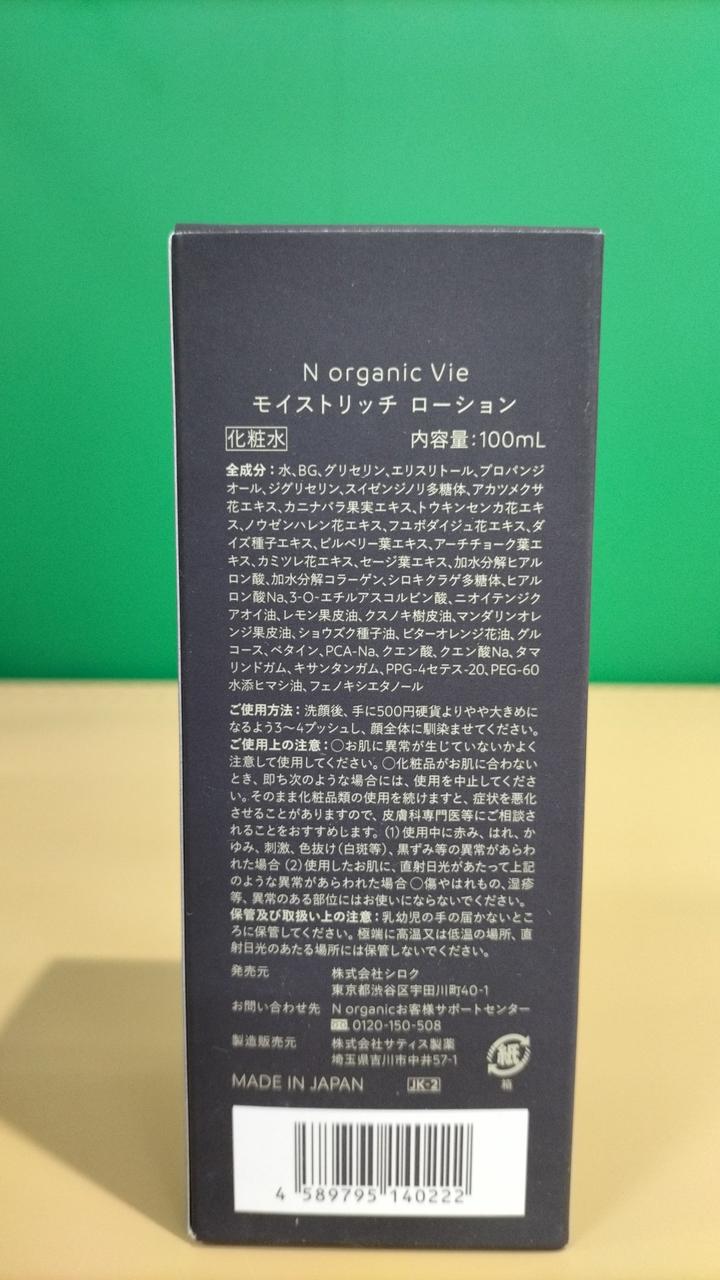 N organic Vie
モイストリッチ ローション
化粧水 内容量:100mL
全成分:水、BG、グリセリン、エリスリトール、プロパンジ
オール、ジグリセリン、スイゼンジノリ多糖体、アカツメクサ
花エキス、カニナバラ果実エキス、トウキンセンカ花エキ
ス、ノウゼンハレン花エキス、フユボダイジュ花エキス、ダ
イズ種子エキス、ビルベリー葉エキス、アーチチョーク葉エ
キス、カミツレ花エキス、セージ葉エキス、加水分解ヒアル
ロン酸、加水分解コラーゲン、シロキクラゲ多糖体、ヒアル
ロン酸Na、3-O-エチルアスコルビン酸、ニオイテンジク
アオイ油、レモン果皮油、クスノキ樹皮油、マンダリンオレ
ンジ果皮油、ショウズク種子油、ビターオレンジ花油、グル
コース、ベタイン、PCA-Na、クエン酸、クエン酸Na、タマ
リンドガム、キサンタンガム、PPG-4セテス-20、PEG-60
水添ヒマシ油、フェノキシエタノール
ご使用方法:洗顔後、手に500円硬貨よりやや大きめに
なるよう3〜4プッシュし、顔全体に馴染ませてください。
ご使用上の注意:○お肌に異常が生じていないかよく
注意して使用してください。○化粧品がお肌に合わない
とき、即ち次のような場合には、使用を中止してくださ
い。そのまま化粧品類の使用を続けますと、症状を悪化
させることがありますので、皮膚科専門医等にご相談さ
れることをおすすめします。(1)使用中に赤み、はれ、か
ゆみ、刺激、色抜け(白斑等)、黒ずみ等の異常があらわ
れた場合 (2)使用したお肌に、直射日光があたって上記
のような異常があらわれた場合 ○傷やはれもの、湿疹
等、異常のある部位にはお使いにならないでください。
保管及び取扱い上の注意:乳幼児の手の届かないとこ
ろに保管してください。極端に高温又は低温の場所、直
射日光のあたる場所には保管しないでください。
発売元 株式会社シロク
東京都渋谷区宇田川町40-1
お問い合わせ先 N organicお客様サポートセンター
0120-150-508
製造販売元 株式会社サティス製薬
埼玉県吉川市中井57-1
紙
箱
MADE IN JAPAN JK-2
4 589795 140222